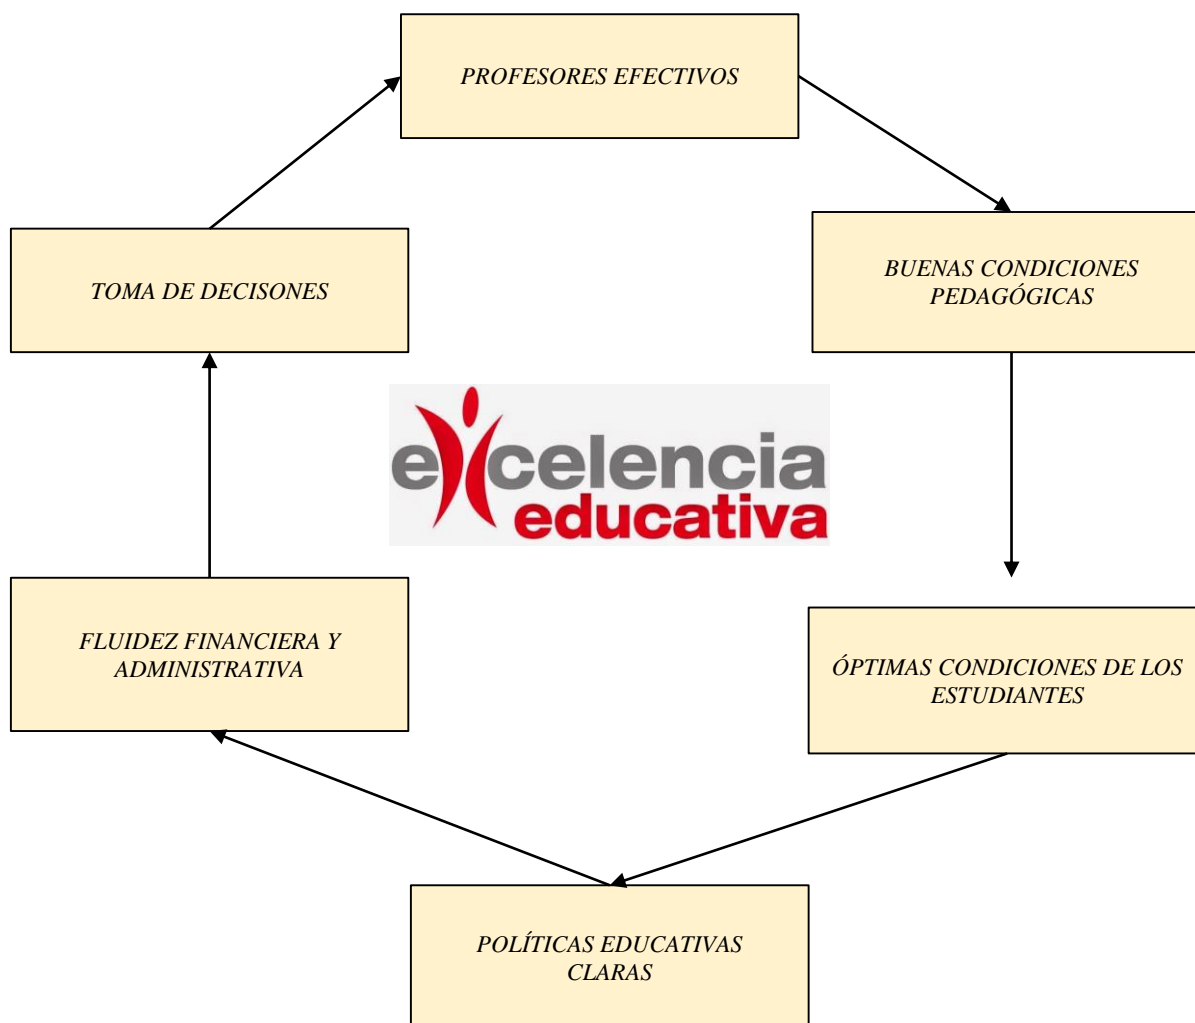 PROFESORES EFECTIVOS
BUENAS CONDICIONES
PEDAGÓGICAS
TOMA DE DECISONES
excelencia
educativa
FLUIDEZ FINANCIERA Y
ADMINISTRATIVA
ÓPTIMAS CONDICIONES DE LOS
ESTUDIANTES
POLÍTICAS EDUCATIVAS
CLARAS